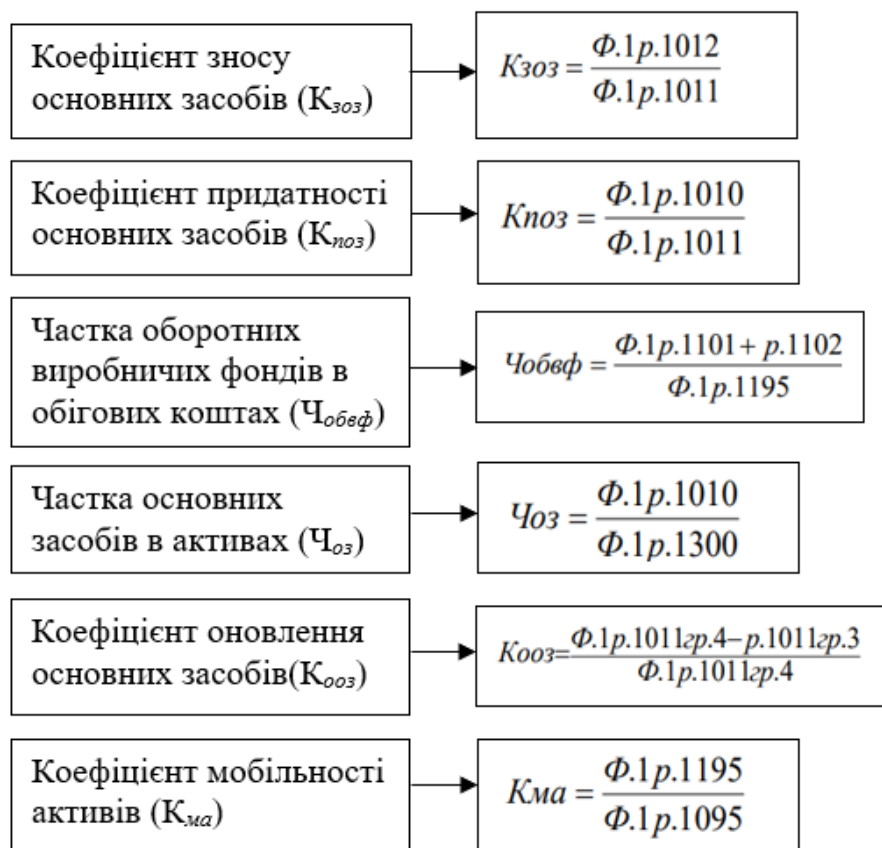 Коефіцієнт зносу
основних засобів (Кзоз)
Кзоз = Ф.1р.1012 / Ф.1р.1011
Коефіцієнт придатності
основних засобів (Кпоз)
Кпоз = Ф.1р.1010 / Ф.1р.1011
Частка оборотних
виробничих фондів в
обігових коштах (Чобвф)
Чобвф = Ф.1р.1101 + р.1102 / Ф.1р.1195
Частка основних
засобів в активах (Чоз)
Чоз = Ф.1р.1010 / Ф.1р.1300
Коефіцієнт оновлення
основних засобів(Кооз)
Кооз= Ф.1р.1011гр.4– р.1011гр.3 / Ф.1р.1011гр.4
Коефіцієнт мобільності
активів (Кма)
Кма = Ф.1р.1195 / Ф.1р.1095